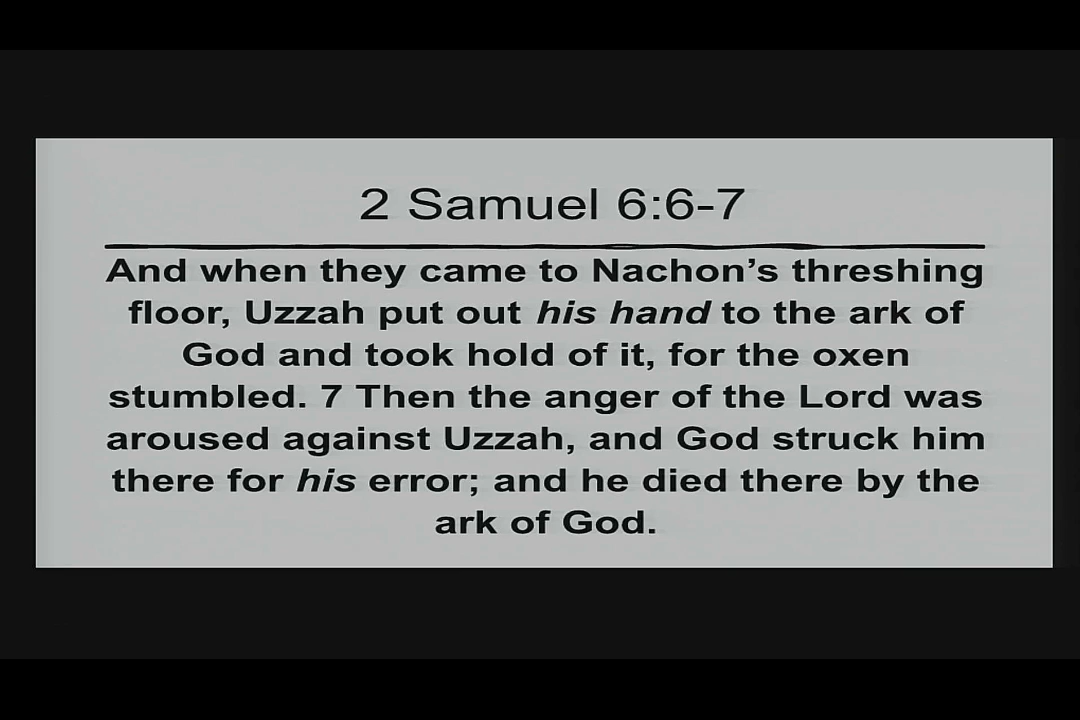 2 Samuel 6:6-7
And when they came to Nachon’s threshing
floor, Uzzah put out his hand to the ark of
God and took hold of it, for the oxen
stumbled. 7 Then the anger of the Lord was
aroused against Uzzah, and God struck him
there for his error; and he died there by the
ark of God.